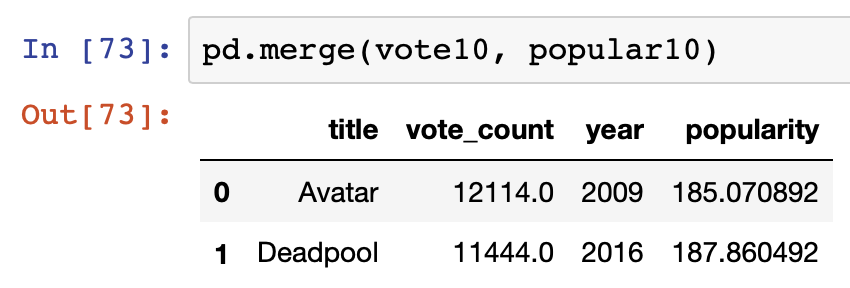 In [73]: pd.merge(vote10, popular10)
Out[73]:
title vote_count year popularity
0 Avatar 12114.0 2009 185.070892
1 Deadpool 11444.0 2016 187.860492